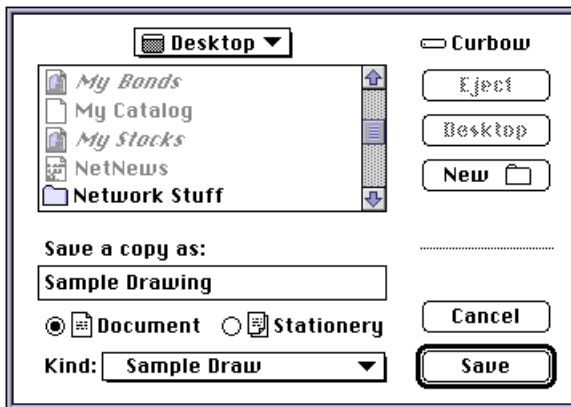 Desktop
Curbow
My Bonds
My Catalog
My Stocks
NetNews
Network Stuff
Eject
Desktop
New
Save a copy as:
Sample Drawing
Document Stationery
Kind: Sample Draw
Cancel
Save